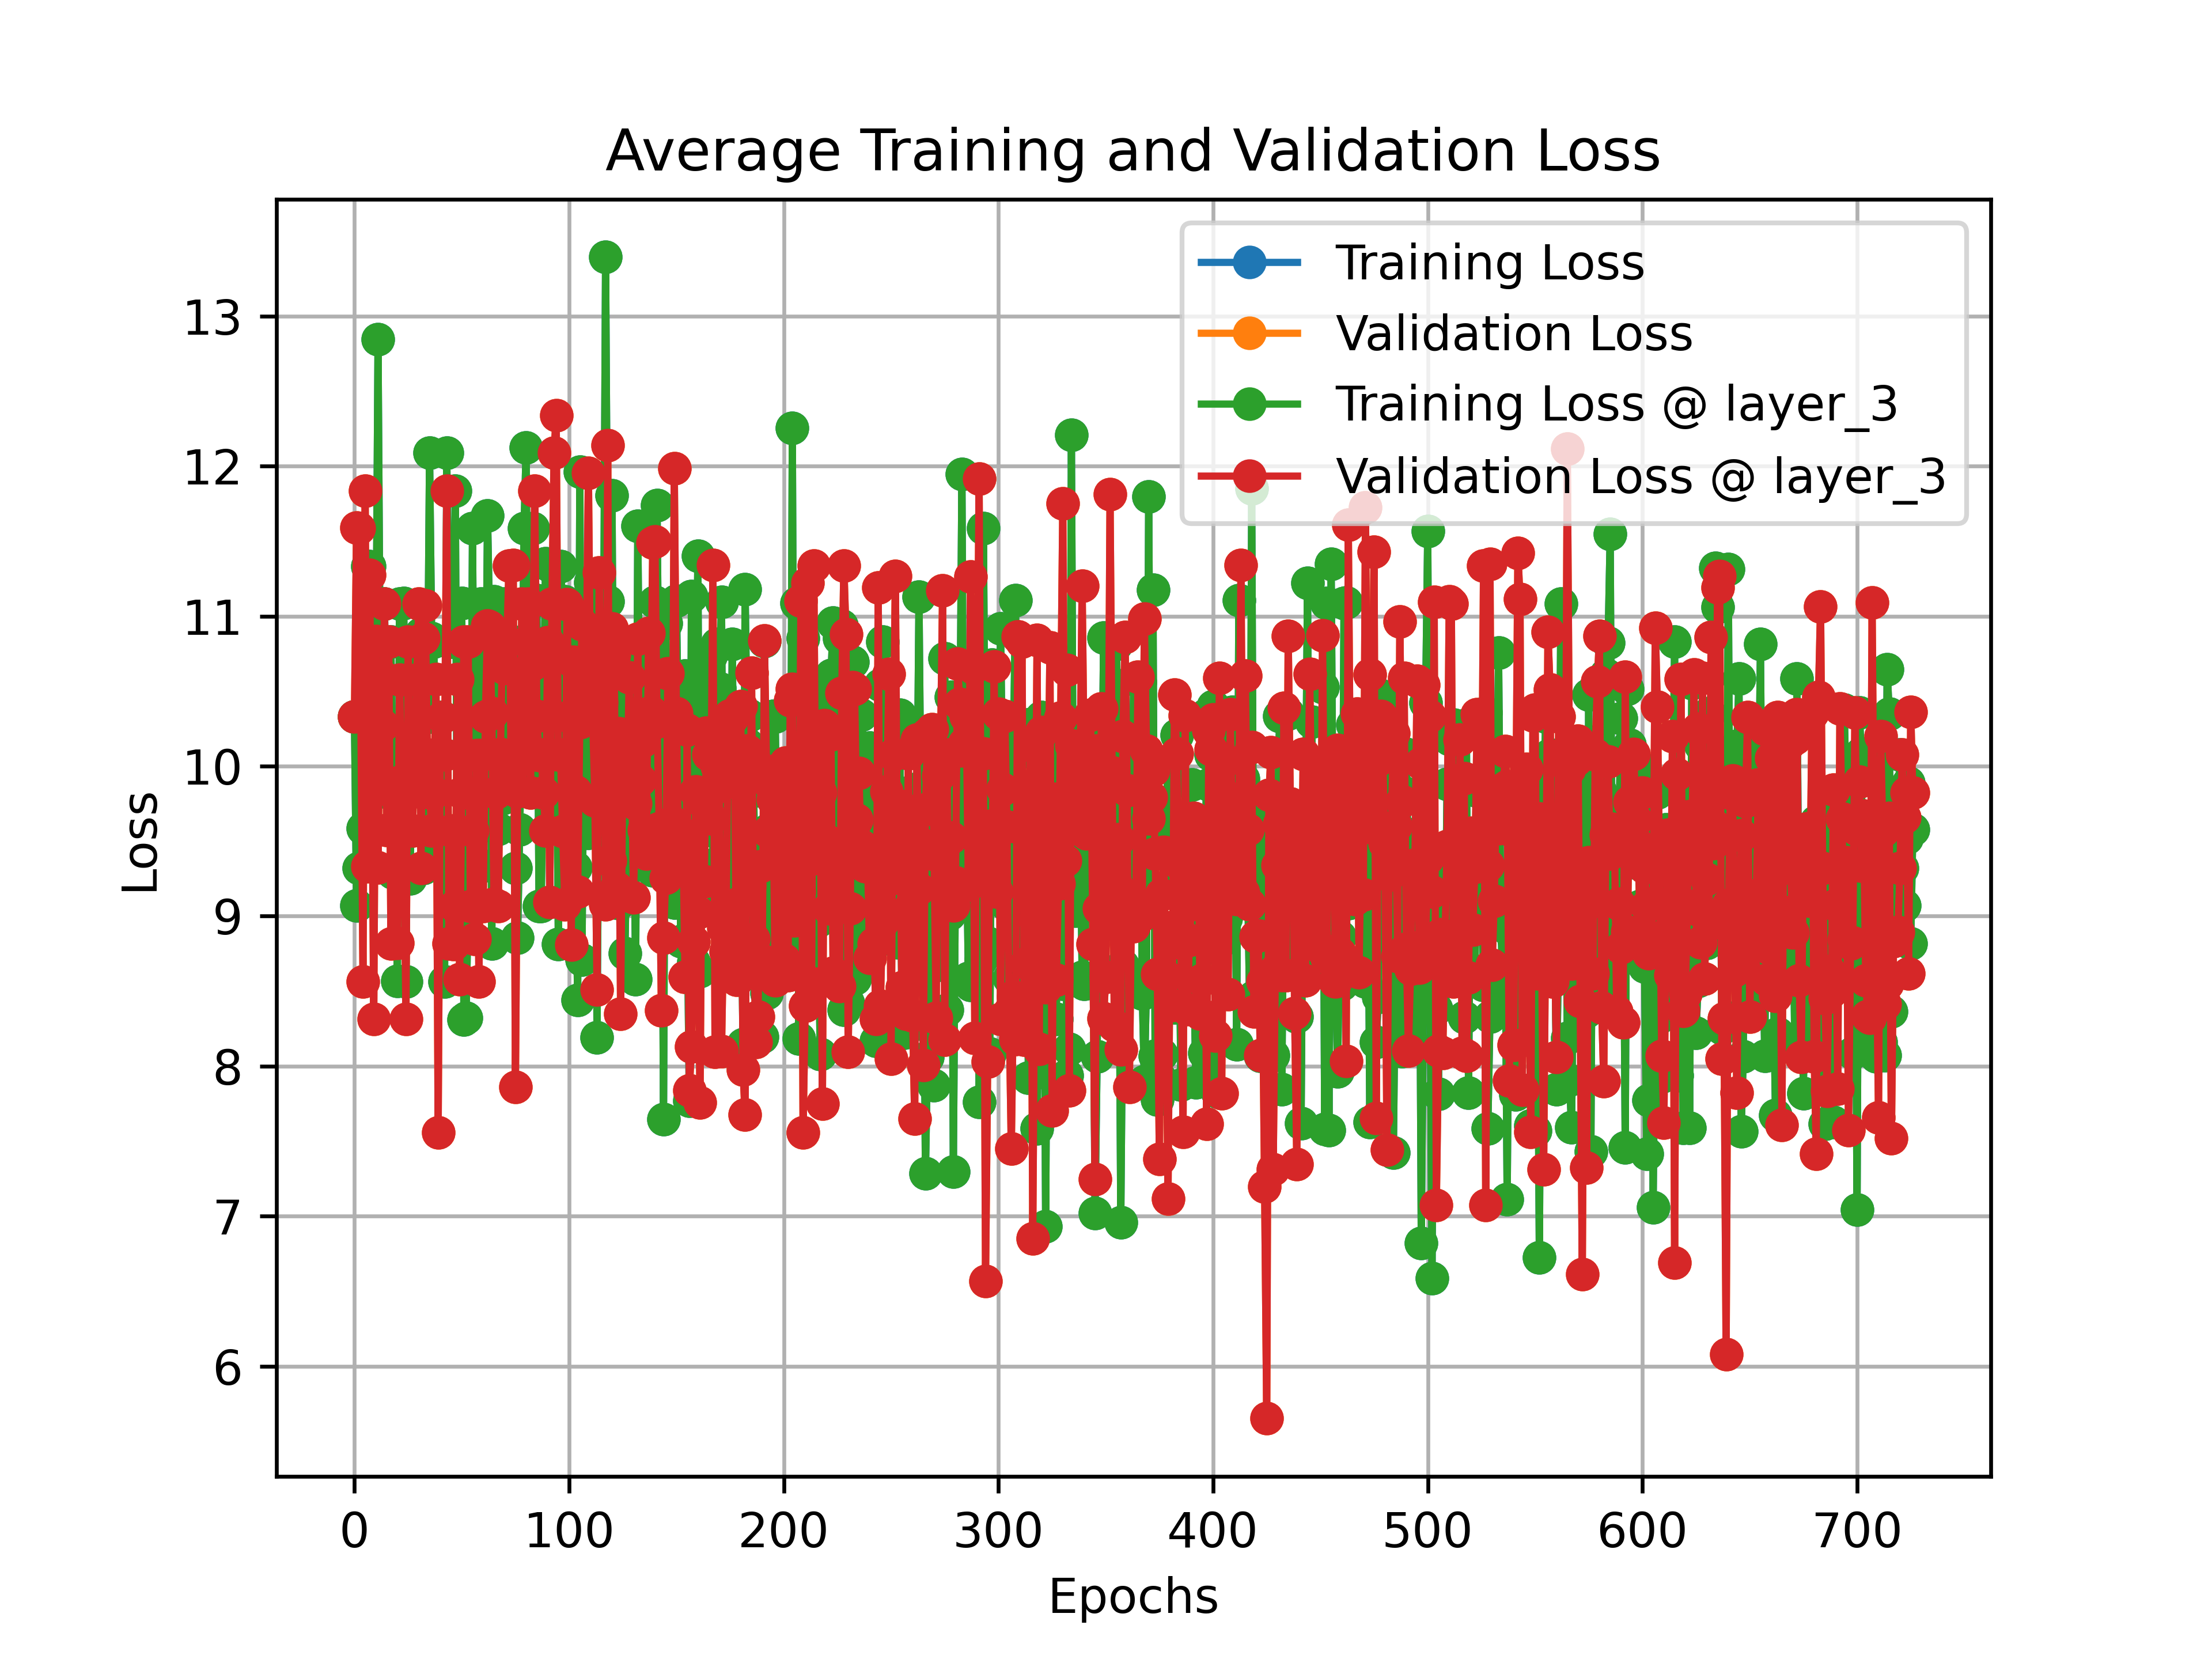 Average Training and Validation Loss
Training Loss
Validation Loss
Training Loss @ layer_3
Validation Loss @ layer_3
13
12
11
10
9
8
7
6
Loss
0 100 200 300 400 500 600 700
Epochs